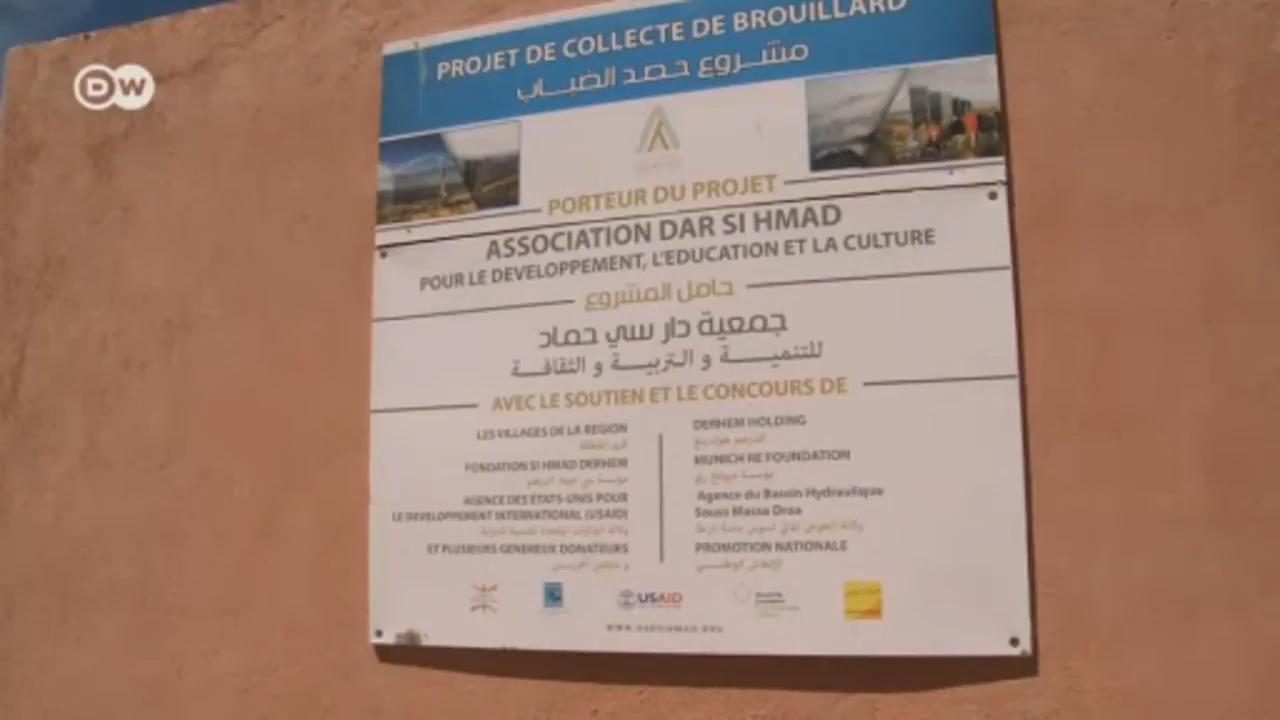 DW
PROJET DE COLLECTE DE BROUILLARD
مشروع حصد الضباب
PORTEUR DU PROJET
ASSOCIATION DAR SI HMAD
POUR LE DEVELOPPEMENT, L'EDUCATION ET LA CULTURE
حامل المشروع
جمعية دار سي حماد
للتنمية و التربية و الثقافة
AVEC LE SOUTIEN ET LE CONCOURS DE
LES VILLAGES DE LA REGION
قرى المنطقة
FONDATION SI HMAD DERHEM
AGENCE DES ETATS-UNIS POUR
LE DEVELOPPEMENT INTERNATIONAL (USAID)
ET PLUSIEURS GENEREUX DONATEURS
DERHEM HOLDING
MUNICH RE FOUNDATION
Agence du Bassin Hydraulique
Souss Massa Draa
PROMOTION NATIONALE
الإنعاش الوطني
USAID